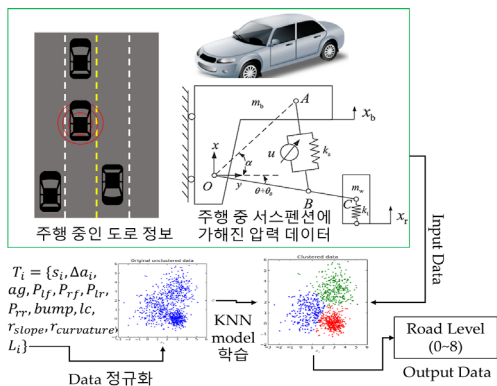 m_b
A
x_b
u
k_s
x
α
O
y
θ+θ_0
B
C
m_w
k_t
x_r
주행 중인 도로 정보
주행 중 서스펜션에
가해진 압력 데이터
Input Data
Original unclustered data
Clustered data
T_i = {s_i, Δa_i,
ag, P_lf, P_rf, P_lr, P,
P_rr, bump, lc,
r_slope, r_curvature,
L_i}
KNN
model
학습
Data 정규화
Road Level
(0~8)
Output Data